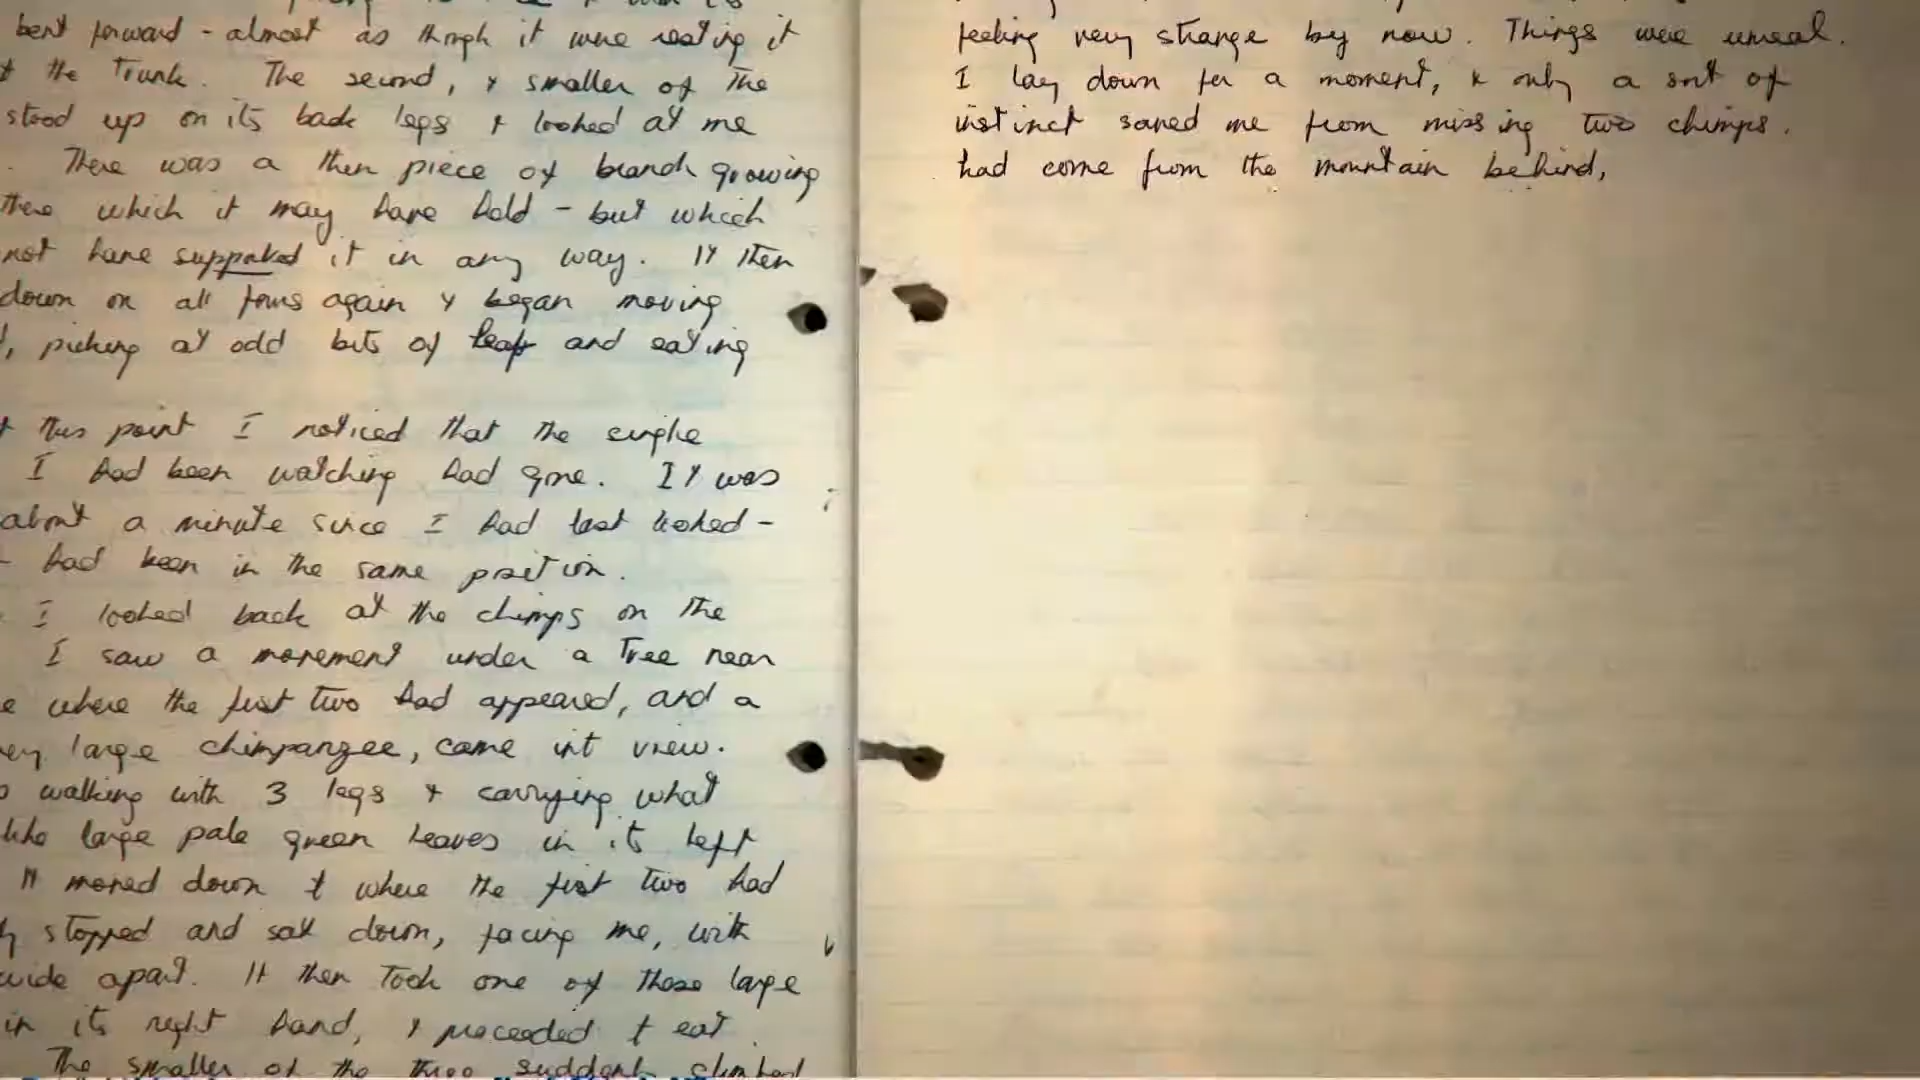 bent forward - almost as though it were resting it
the Trunk. The second, & smaller of The
stood up on its back legs & looked at me
There was a then piece of branch growing
there which it may have held - but which
not have supported it in any way. It then
down on all fours again & began moving
, picking at odd bits of leaf and eating
this point I noticed that the single
I had been watching had gone. It was
about a minute since I had last looked -
had been in the same position.
I looked back at the chimps on the
I saw a movement under a Tree near
where the first two had appeared, and a
large chimpanzee, came int view.
walking with 3 legs & carrying what
like large pale green leaves in its left
It moved down t where the first two had
stopped and sat down, facing me, with
wide apart. It then Took one of these large
in its right hand, & proceeded t eat
The smaller of the three suddenly climbed
feeling very strange by now. Things were unreal.
I lay down for a moment, & only a sort of
instinct saved me from missing two chimps.
had come from the mountain behind,